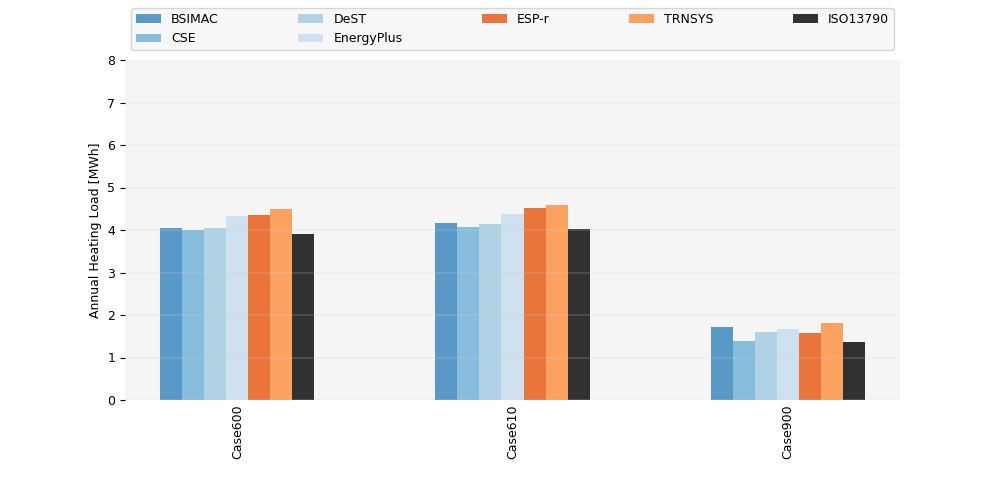 BSIMAC DeST ESP-r TRNSYS ISO13790
CSE EnergyPlus
8
7
6
5
4
3
2
1
0
Annual Heating Load [MWh]
Case600 Case610 Case900